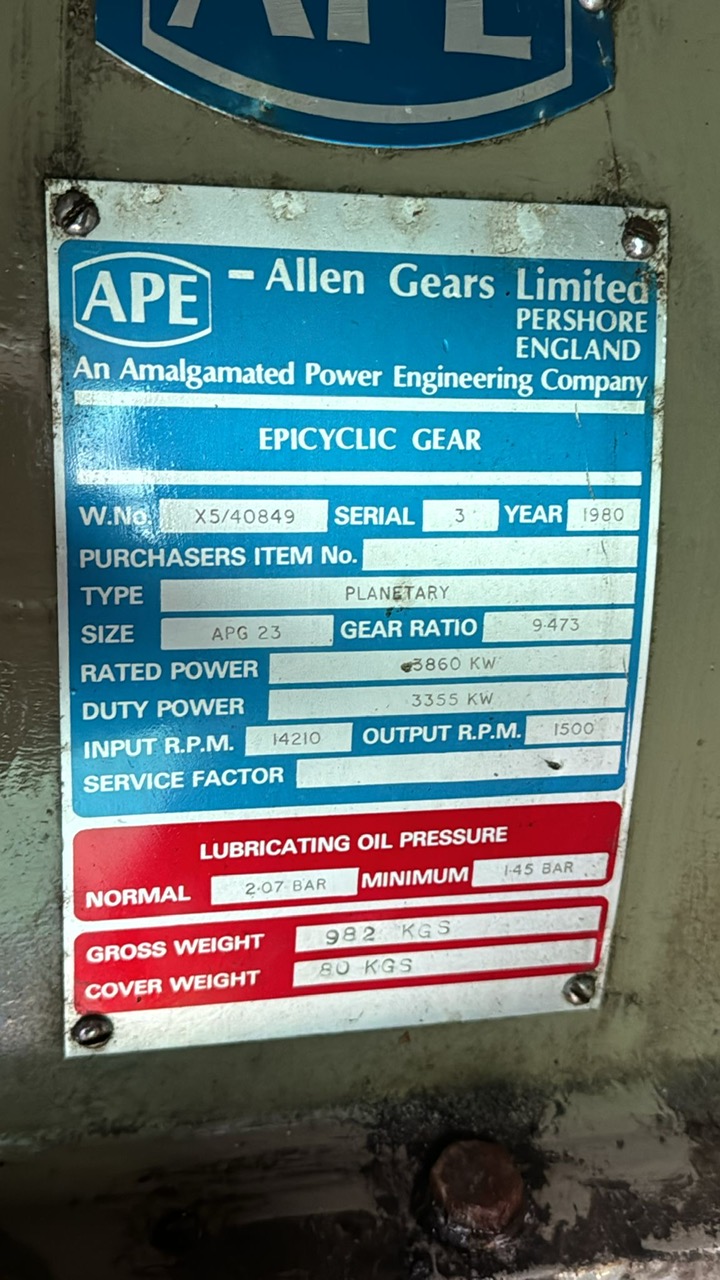 APE
APE - Allen Gears Limited
PERSHORE
ENGLAND
An Amalgamated Power Engineering Company
EPICYCLIC GEAR
W.No. X5/40849 SERIAL 3 YEAR 1980
PURCHASERS ITEM No.
TYPE PLANETARY
SIZE APG 23 GEAR RATIO 9·473
RATED POWER 3860 KW
DUTY POWER 3355 KW
INPUT R.P.M. 14210 OUTPUT R.P.M. 1500
SERVICE FACTOR
LUBRICATING OIL PRESSURE
NORMAL 2·07 BAR MINIMUM 1·45 BAR
GROSS WEIGHT 982 KGS
COVER WEIGHT 80 KGS